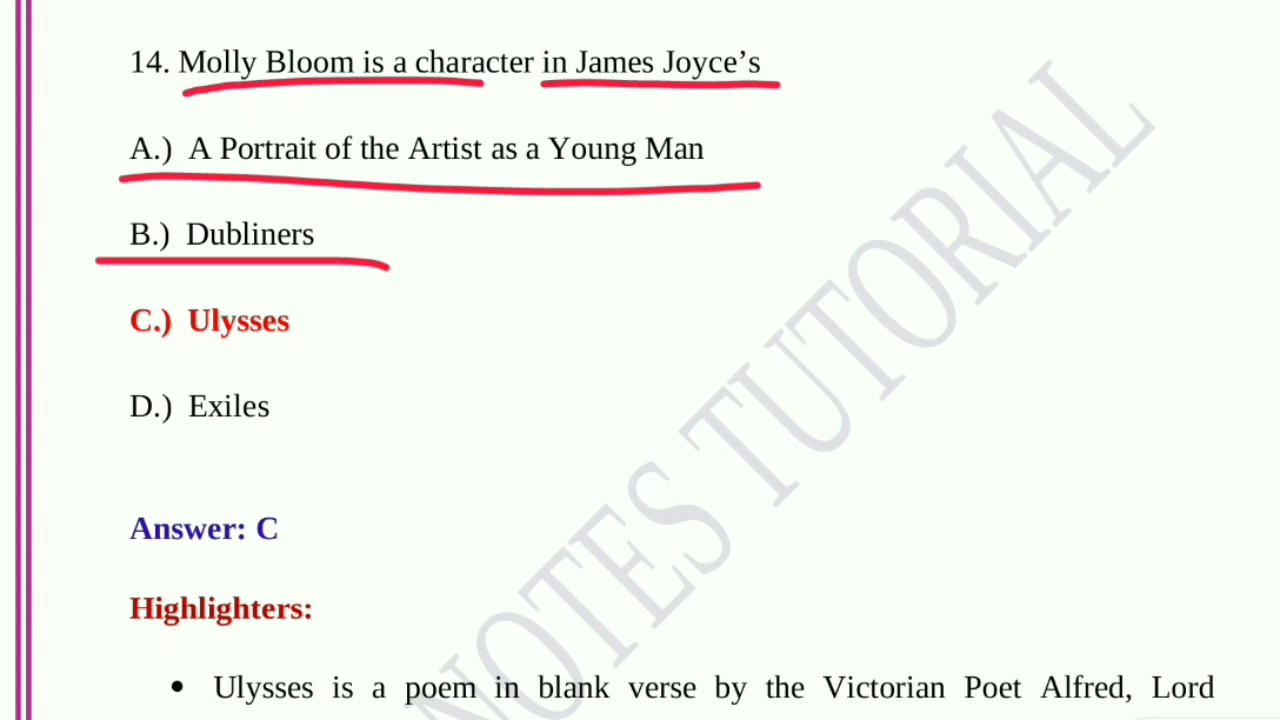 14. Molly Bloom is a character in James Joyce’s
A.) A Portrait of the Artist as a Young Man
B.) Dubliners
C.) Ulysses
D.) Exiles
Answer: C
Highlighters:
• Ulysses is a poem in blank verse by the Victorian Poet Alfred, Lord
NOTES TUTORIAL